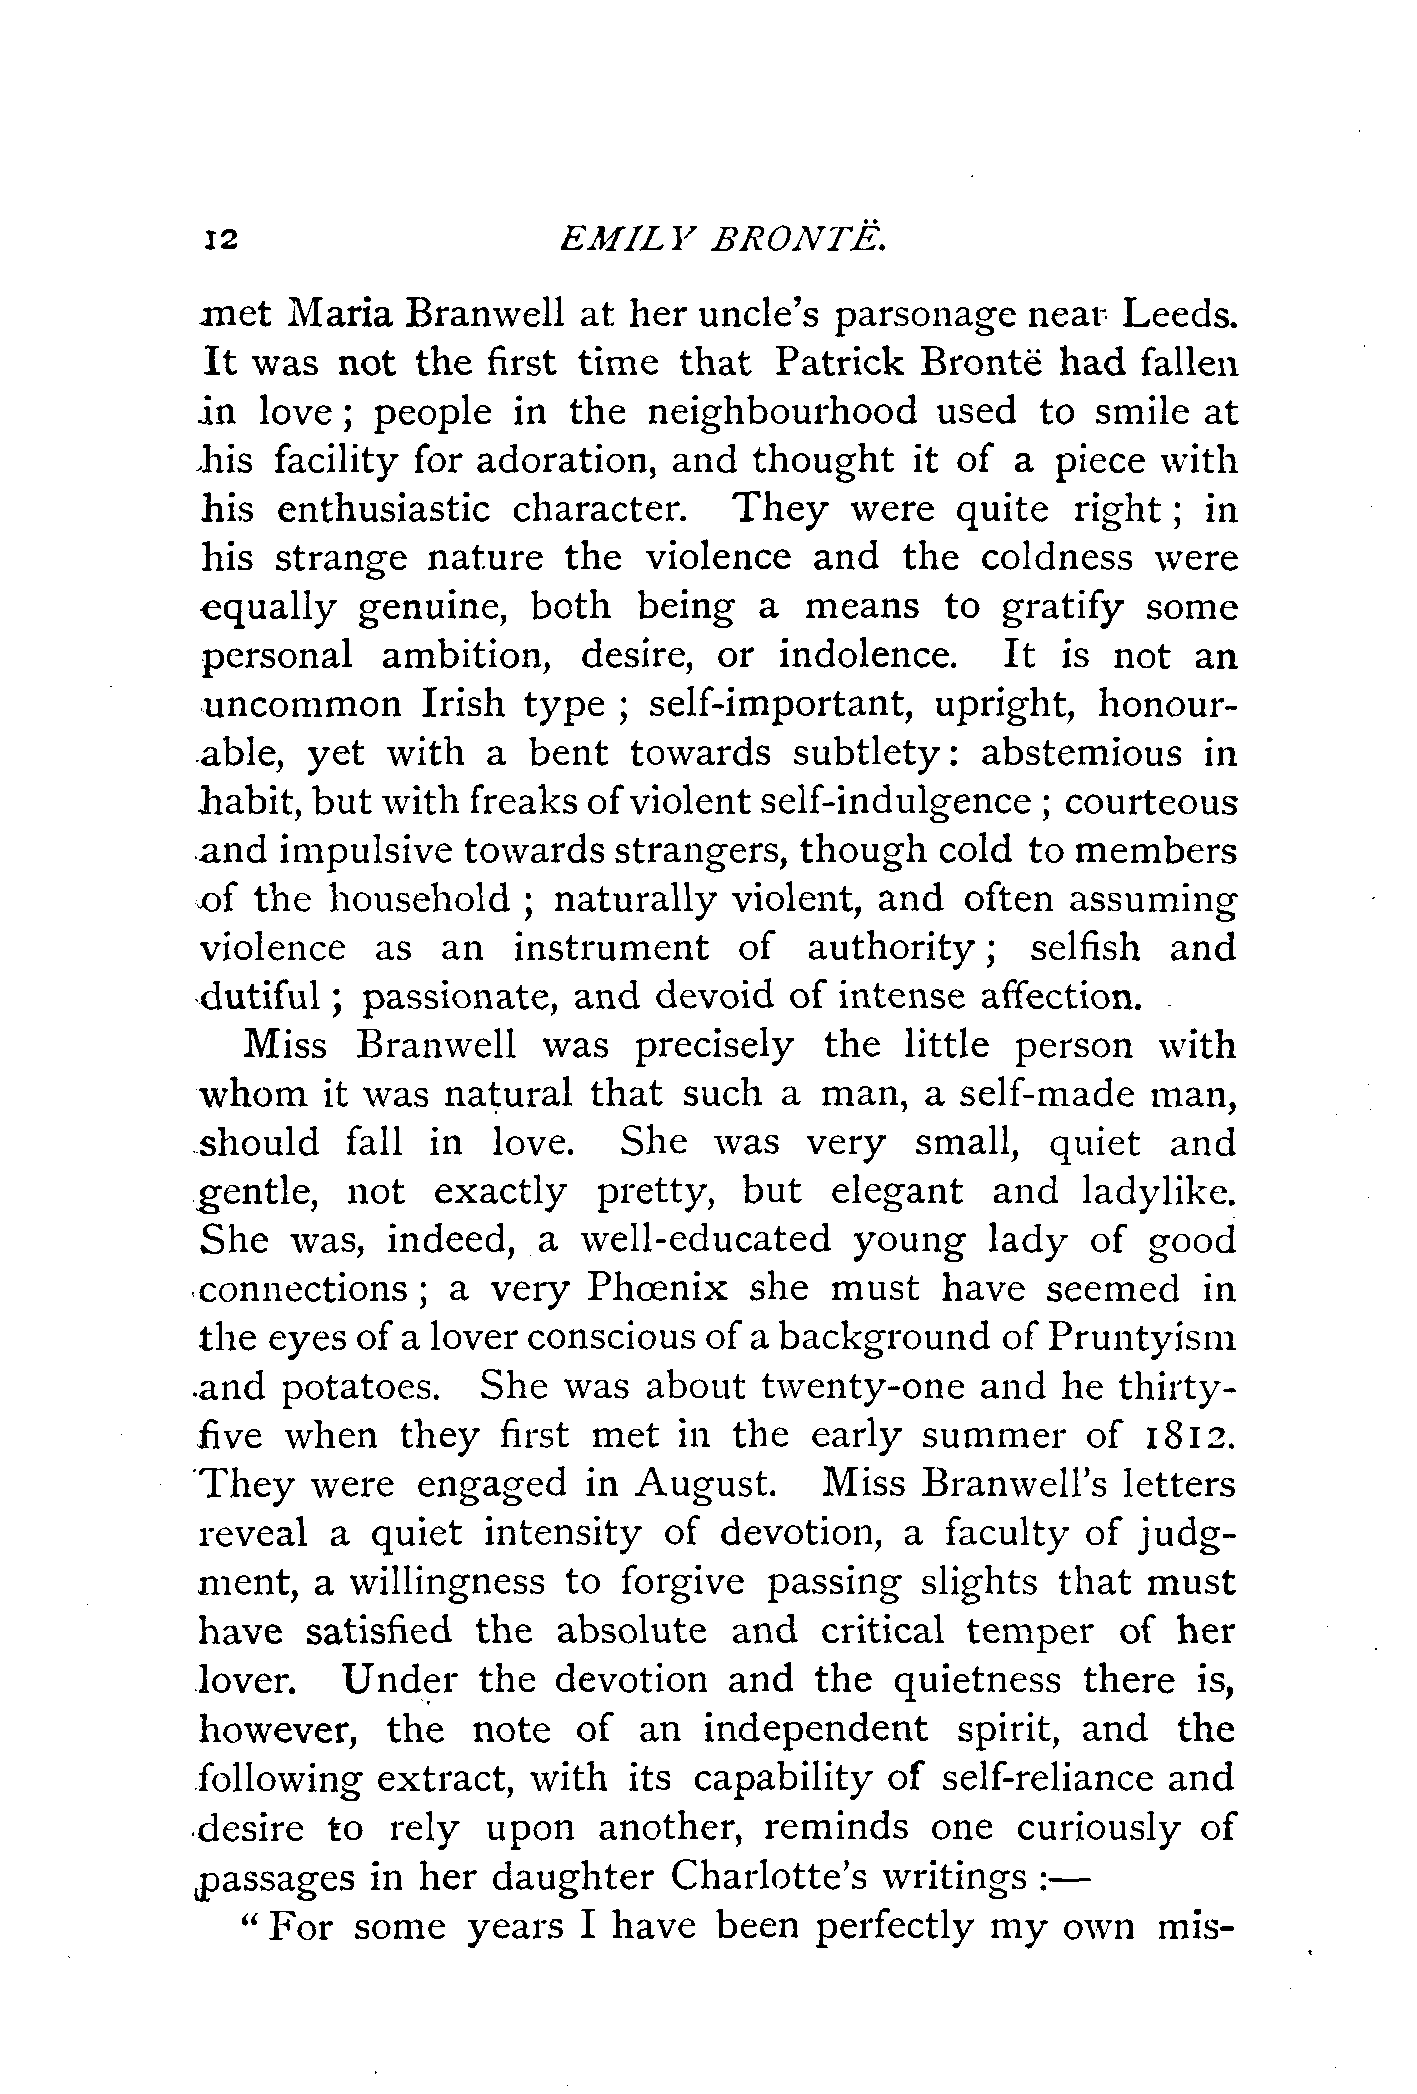 12 EMILY BRONTË.
met Maria Branwell at her uncle's parsonage near Leeds.
It was not the first time that Patrick Brontë had fallen
in love ; people in the neighbourhood used to smile at
his facility for adoration, and thought it of a piece with
his enthusiastic character. They were quite right ; in
his strange nature the violence and the coldness were
equally genuine, both being a means to gratify some
personal ambition, desire, or indolence. It is not an
uncommon Irish type ; self-important, upright, honour-
able, yet with a bent towards subtlety : abstemious in
habit, but with freaks of violent self-indulgence ; courteous
and impulsive towards strangers, though cold to members
of the household ; naturally violent, and often assuming
violence as an instrument of authority ; selfish and
dutiful ; passionate, and devoid of intense affection.
Miss Branwell was precisely the little person with
whom it was natural that such a man, a self-made man,
should fall in love. She was very small, quiet and
gentle, not exactly pretty, but elegant and ladylike.
She was, indeed, a well-educated young lady of good
connections ; a very Phœnix she must have seemed in
the eyes of a lover conscious of a background of Pruntyism
and potatoes. She was about twenty-one and he thirty-
five when they first met in the early summer of 1812.
They were engaged in August. Miss Branwell's letters
reveal a quiet intensity of devotion, a faculty of judg-
ment, a willingness to forgive passing slights that must
have satisfied the absolute and critical temper of her
lover. Under the devotion and the quietness there is,
however, the note of an independent spirit, and the
following extract, with its capability of self-reliance and
desire to rely upon another, reminds one curiously of
passages in her daughter Charlotte's writings :—
“ For some years I have been perfectly my own mis-